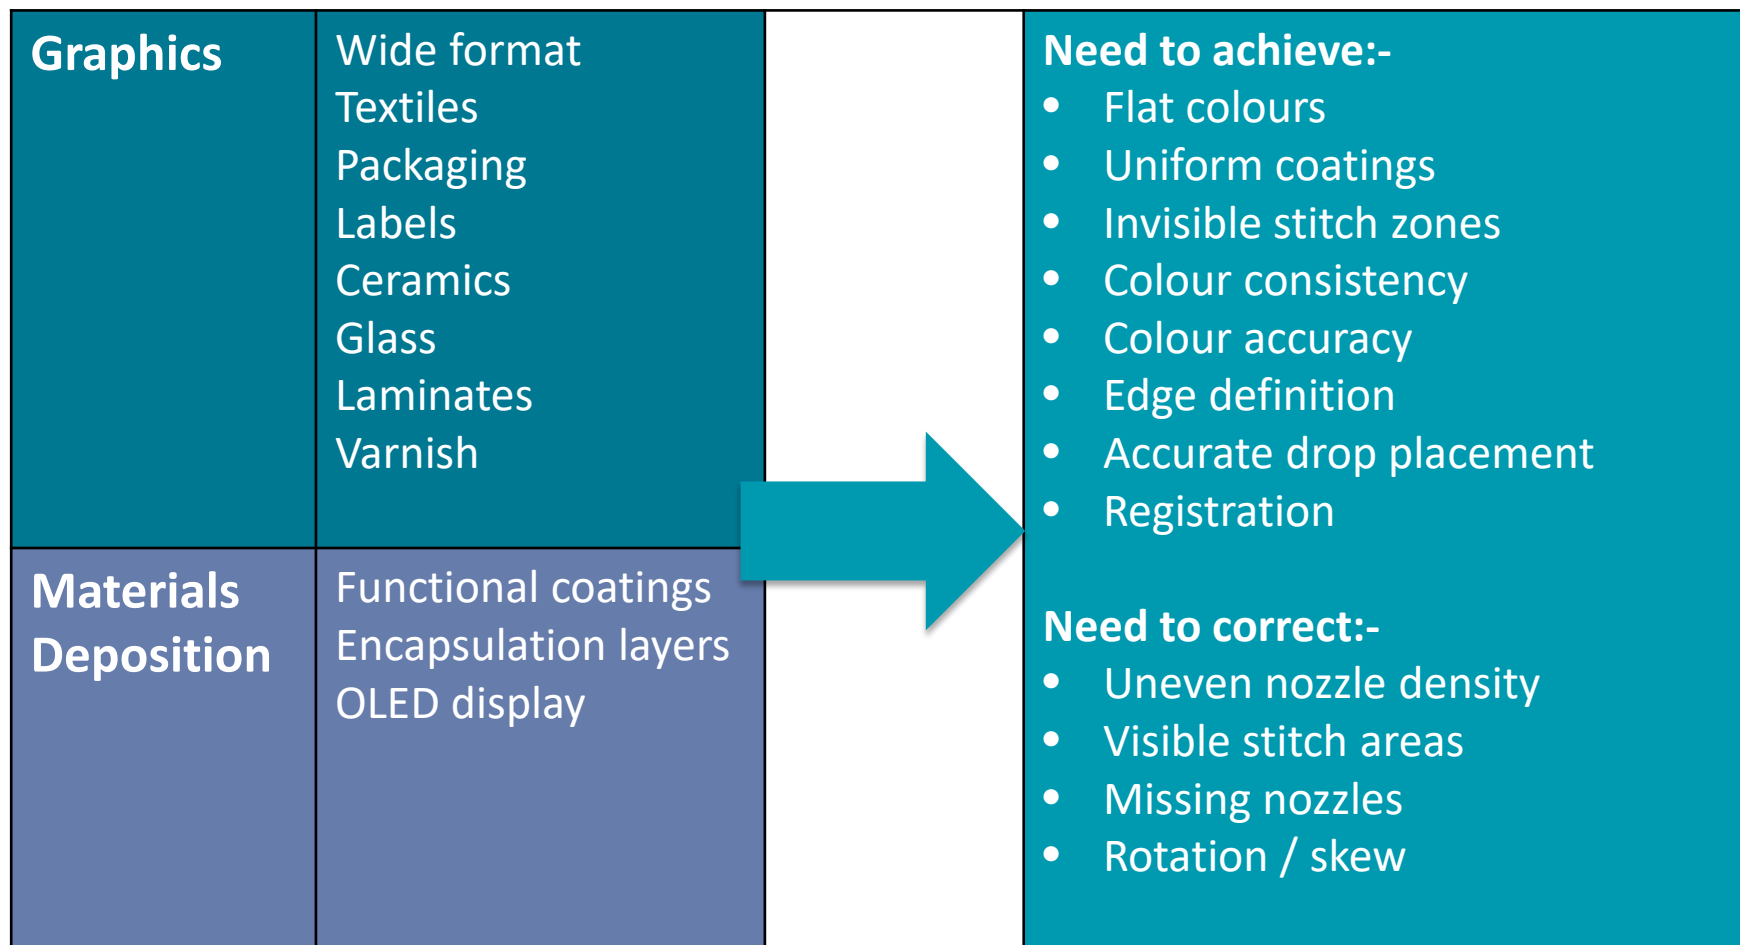 Graphics
Wide format
Textiles
Packaging
Labels
Ceramics
Glass
Laminates
Varnish
Materials
Deposition
Functional coatings
Encapsulation layers
OLED display
Need to achieve:-
• Flat colours
• Uniform coatings
• Invisible stitch zones
• Colour consistency
• Colour accuracy
• Edge definition
• Accurate drop placement
• Registration
Need to correct:-
• Uneven nozzle density
• Visible stitch areas
• Missing nozzles
• Rotation / skew